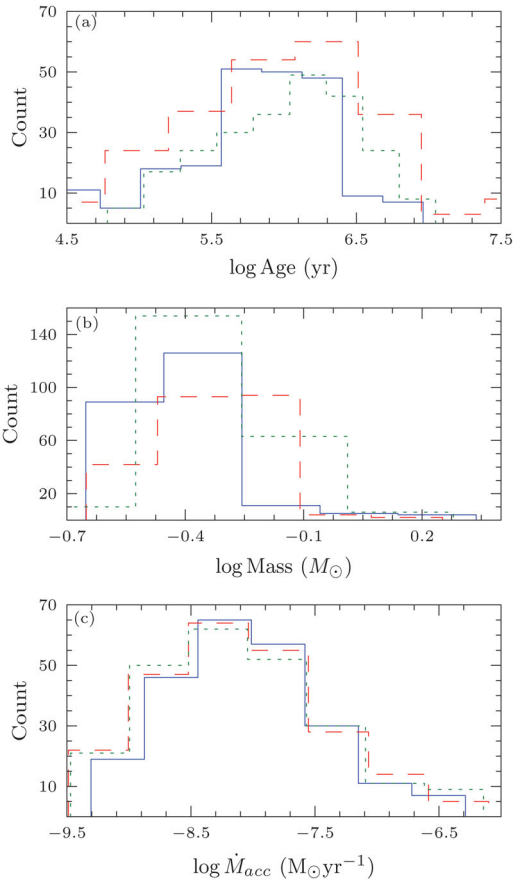 (a)
70
50
30
10
Count
4.5 5.5 6.5 7.5
log Age (yr)
(b)
140
100
60
20
Count
−0.7 −0.4 −0.1 0.2
log Mass (M⊙)
(c)
70
50
30
10
Count
−9.5 −8.5 −7.5 −6.5
log Ṁacc (M⊙yr−1)